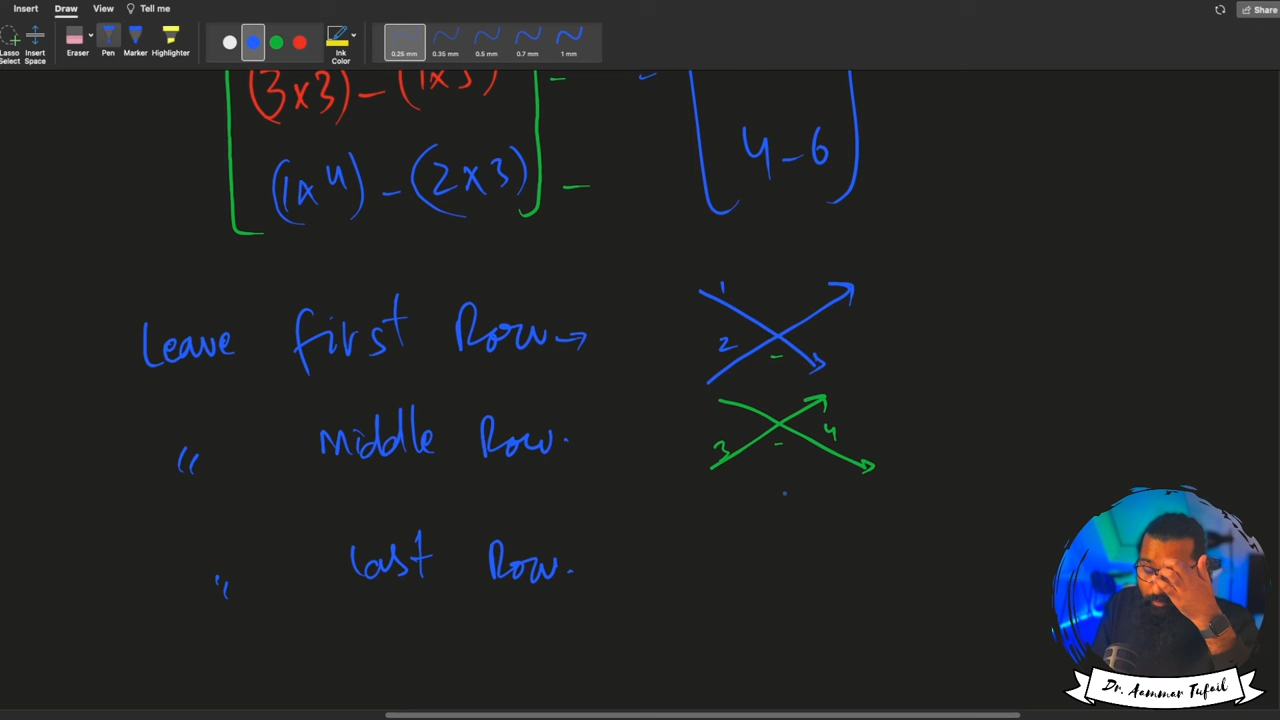 Insert Draw View Tell me Share
Lasso Select Insert Space Eraser Pen Marker Highlighter Ink Color 0.25 mm 0.35 mm 0.5 mm 0.7 mm 1 mm
(3x3) - (1x3) -
(1x4) - (2x3) - 4-6
Leave first Row → 1
2 -
" Middle Row. 3 - 4
" Last Row.
Dr. Aammar Tufail